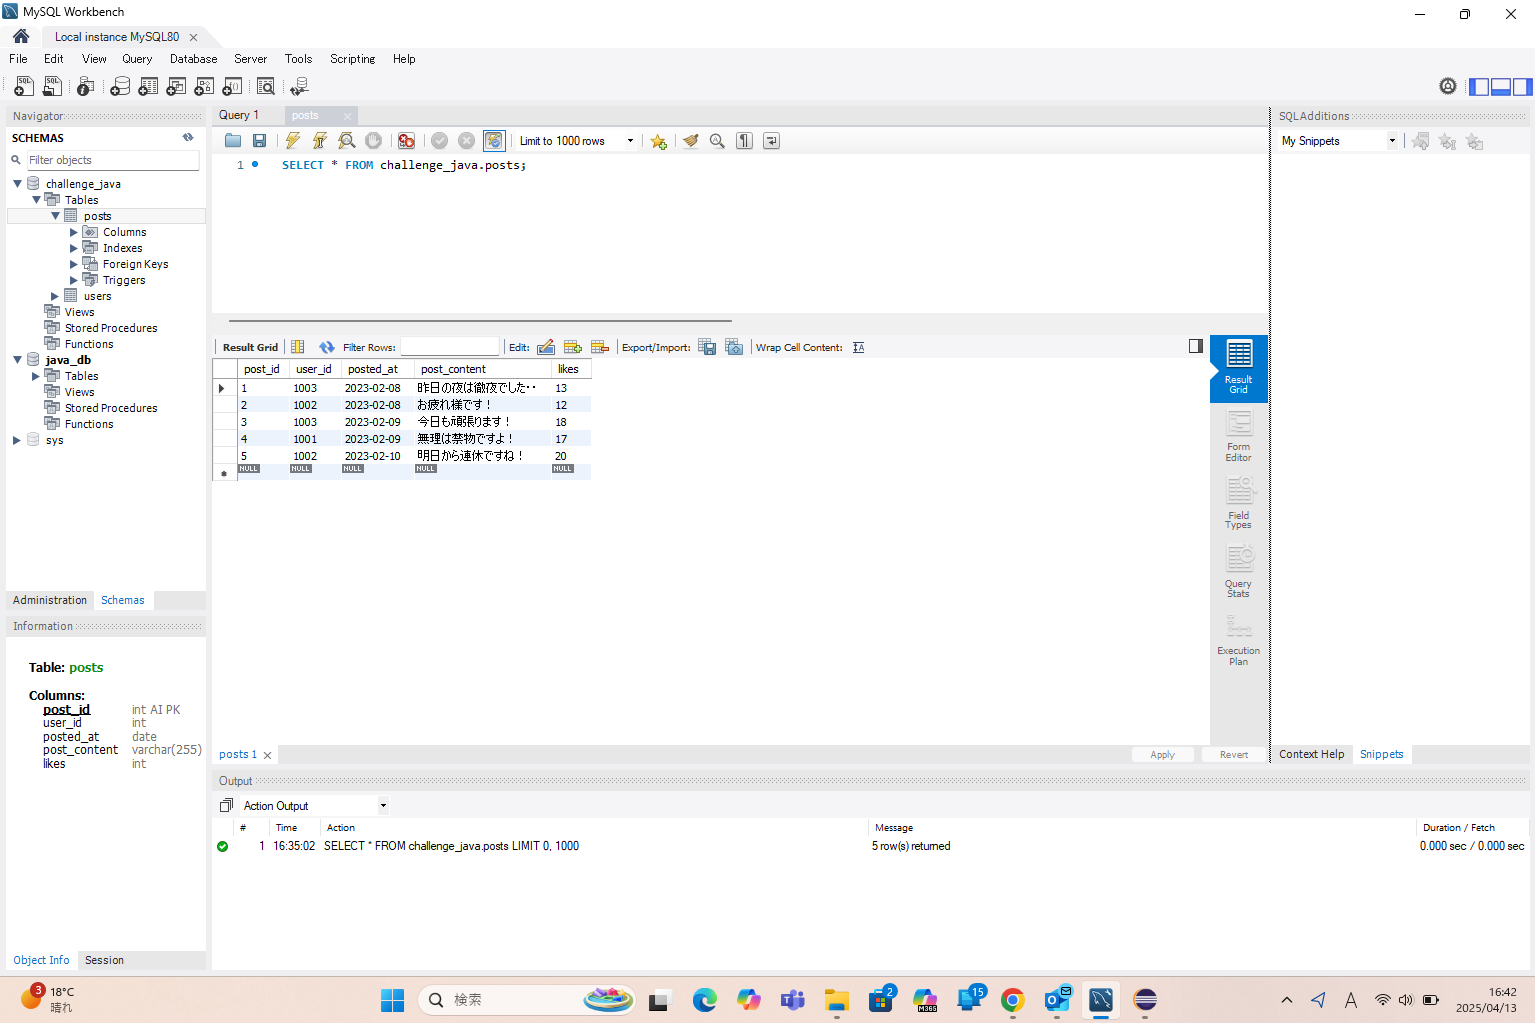 MySQL Workbench
Local instance MySQL80
File Edit View Query Database Server Tools Scripting Help
Navigator
SCHEMAS
Filter objects
challenge_java
Tables
posts
Columns
Indexes
Foreign Keys
Triggers
users
Views
Stored Procedures
Functions
java_db
Tables
Views
Stored Procedures
Functions
sys
Administration Schemas
Information
Table: posts
Columns:
post_id int AI PK
user_id int
posted_at date
post_content varchar(255)
likes int
Object Info Session
Query 1 posts
Limit to 1000 rows
1 SELECT * FROM challenge_java.posts;
Result Grid Filter Rows: Edit: Export/Import: Wrap Cell Content:
post_id user_id posted_at post_content likes
1 1003 2023-02-08 昨日の夜は徹夜でした・・ 13
2 1002 2023-02-08 お疲れ様です！ 12
3 1003 2023-02-09 今日も頑張ります！ 18
4 1001 2023-02-09 無理は禁物ですよ！ 17
5 1002 2023-02-10 明日から連休ですね！ 20
NULL NULL NULL NULL NULL
Result Grid
Form Editor
Field Types
Query Stats
Execution Plan
posts 1 Apply Revert
SQLAdditions
My Snippets
Context Help Snippets
Output
Action Output
# Time Action Message Duration / Fetch
1 16:35:02 SELECT * FROM challenge_java.posts LIMIT 0, 1000 5 row(s) returned 0.000 sec / 0.000 sec
3
18°C
晴れ
検索
2
M365
15
A
16:42
2025/04/13